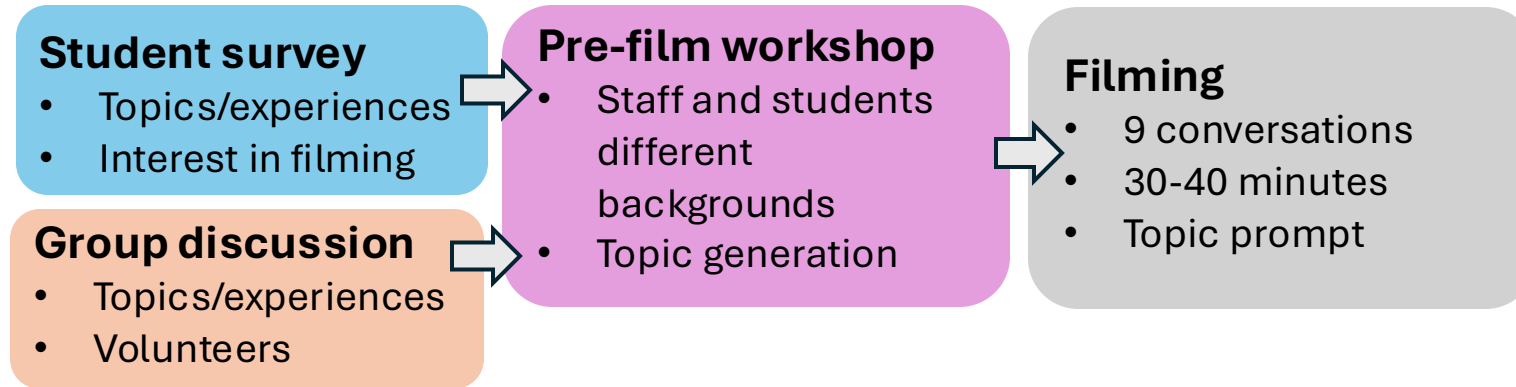 Student survey
• Topics/experiences
• Interest in filming
Group discussion
• Topics/experiences
• Volunteers
Pre-film workshop
• Staff and students
different
backgrounds
• Topic generation
Filming
• 9 conversations
• 30-40 minutes
• Topic prompt